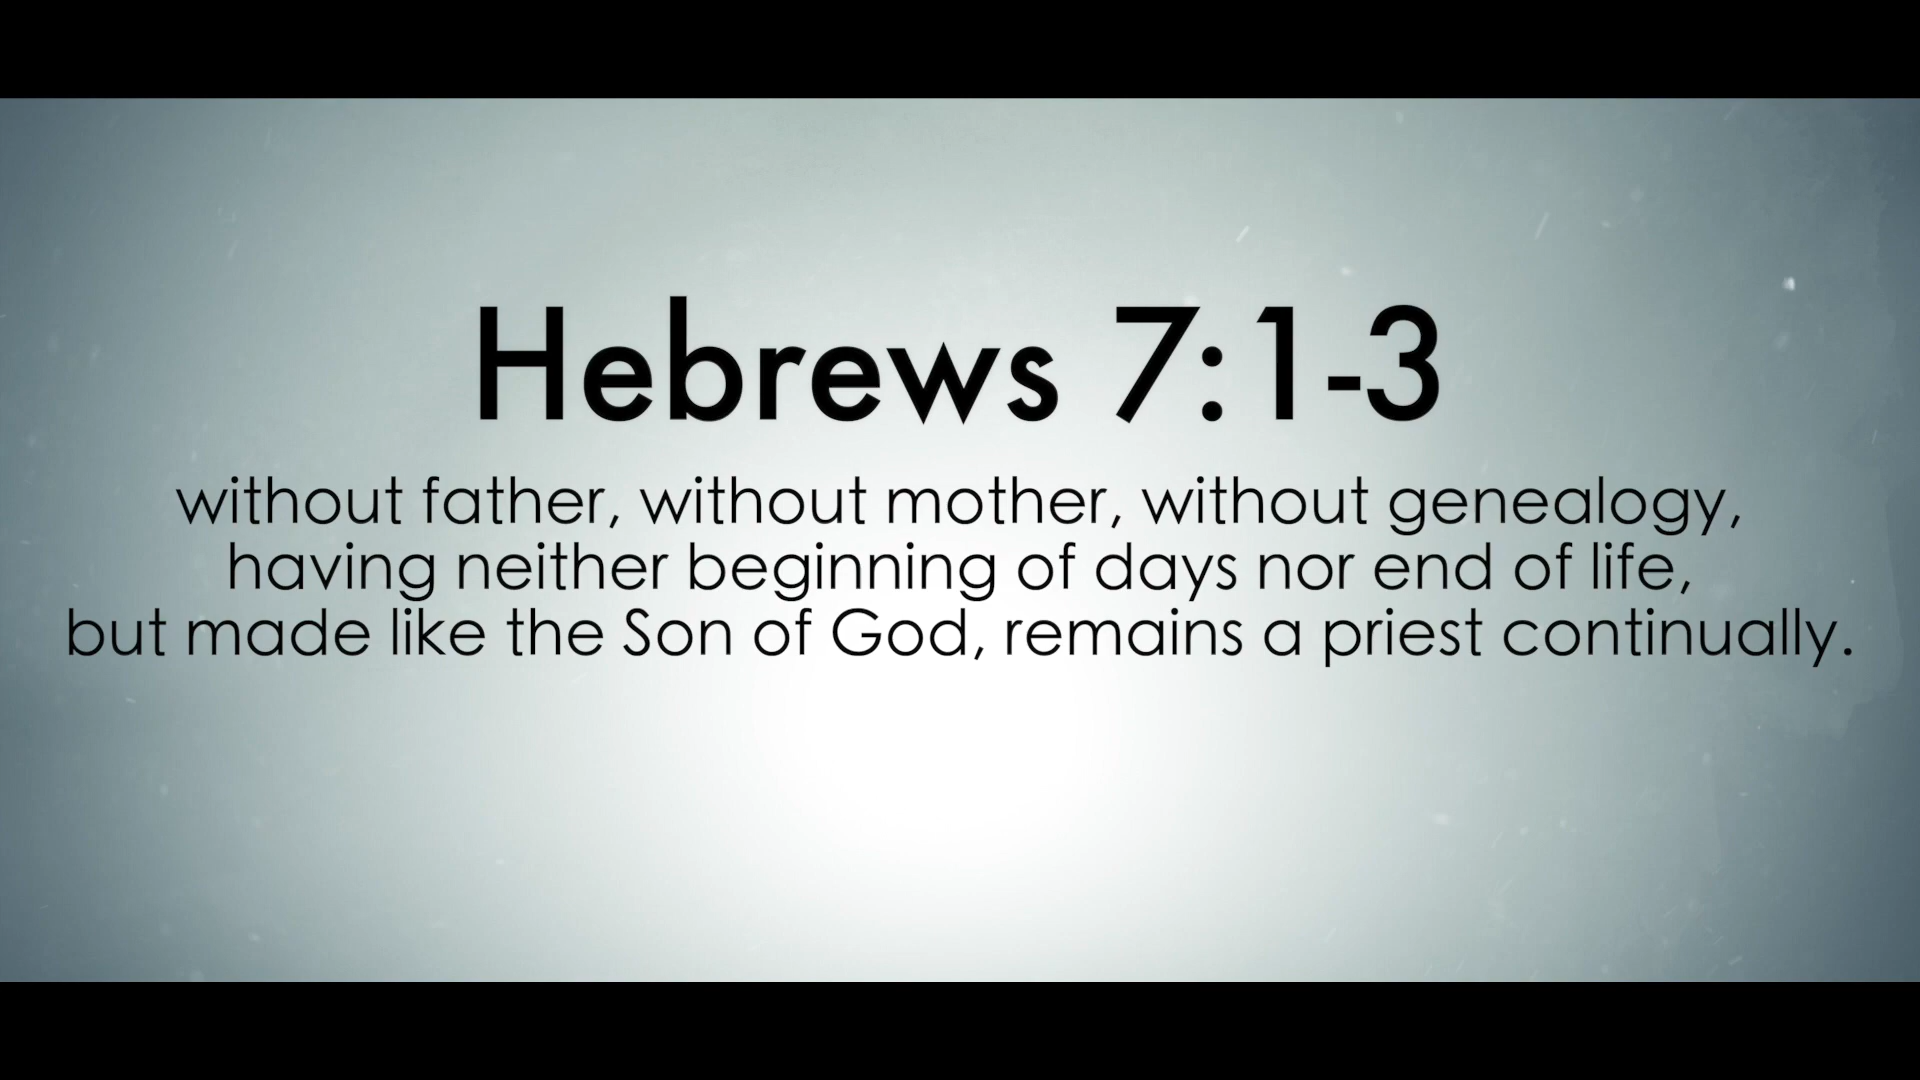 Hebrews 7:1-3
without father, without mother, without genealogy,
having neither beginning of days nor end of life,
but made like the Son of God, remains a priest continually.